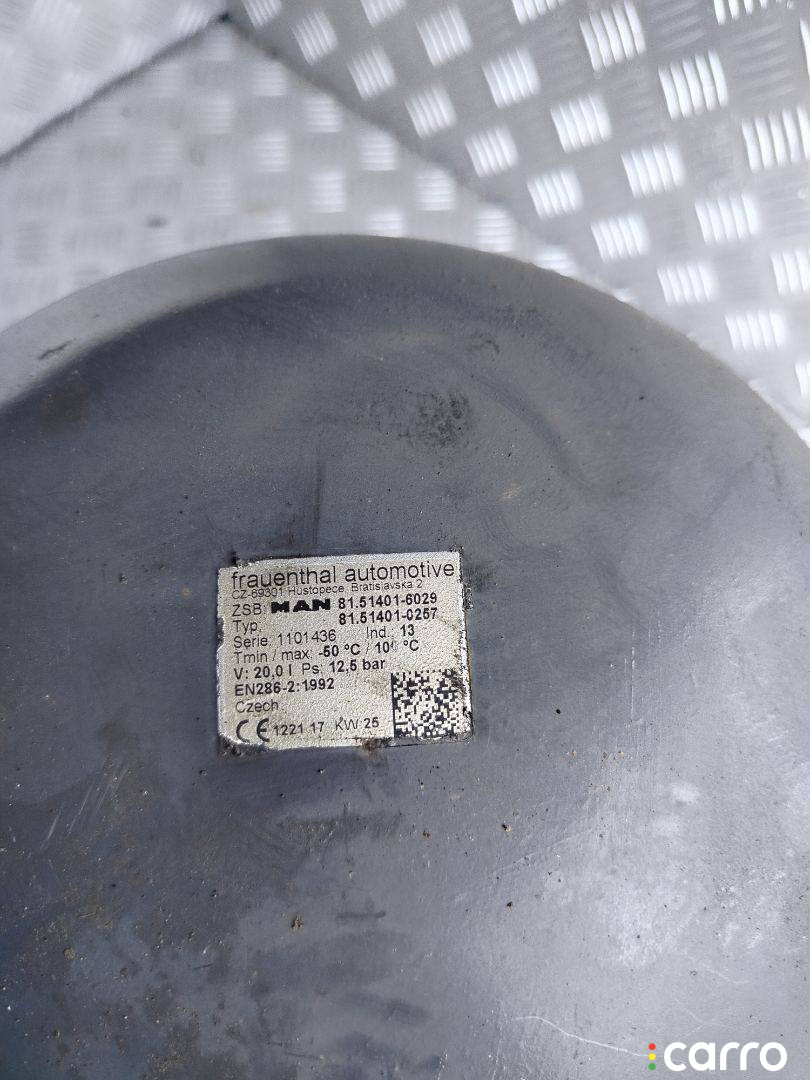 frauenthal automotive
CZ-69301 Hustopece, Bratislavska 2
ZSB: MAN 81.51401-6029
Typ. 81.51401-0257
Serie: 1101436 Ind. 13
Tmin / max: -50 °C / 100 °C
V: 20,0 l Ps: 12,5 bar
EN286-2:1992
Czech.
CE 1221 17 KW 25
carro